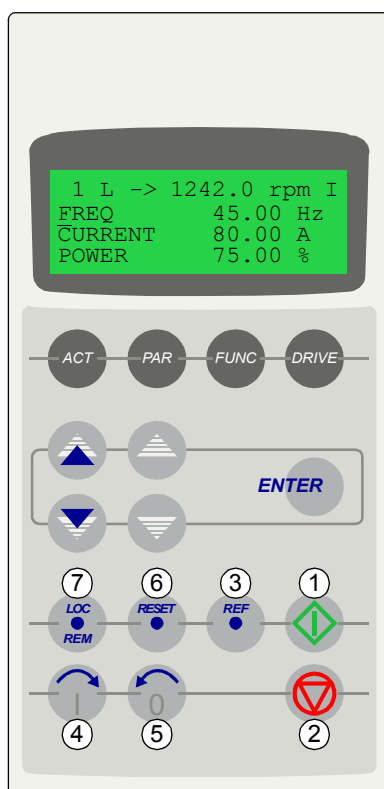 1 L -> 1242.0 rpm I
FREQ 45.00 Hz
CURRENT 80.00 A
POWER 75.00 %
ACT PAR FUNC DRIVE
ENTER
7 6 3 1
LOC RESET REF
REM
I 0
4 5 2